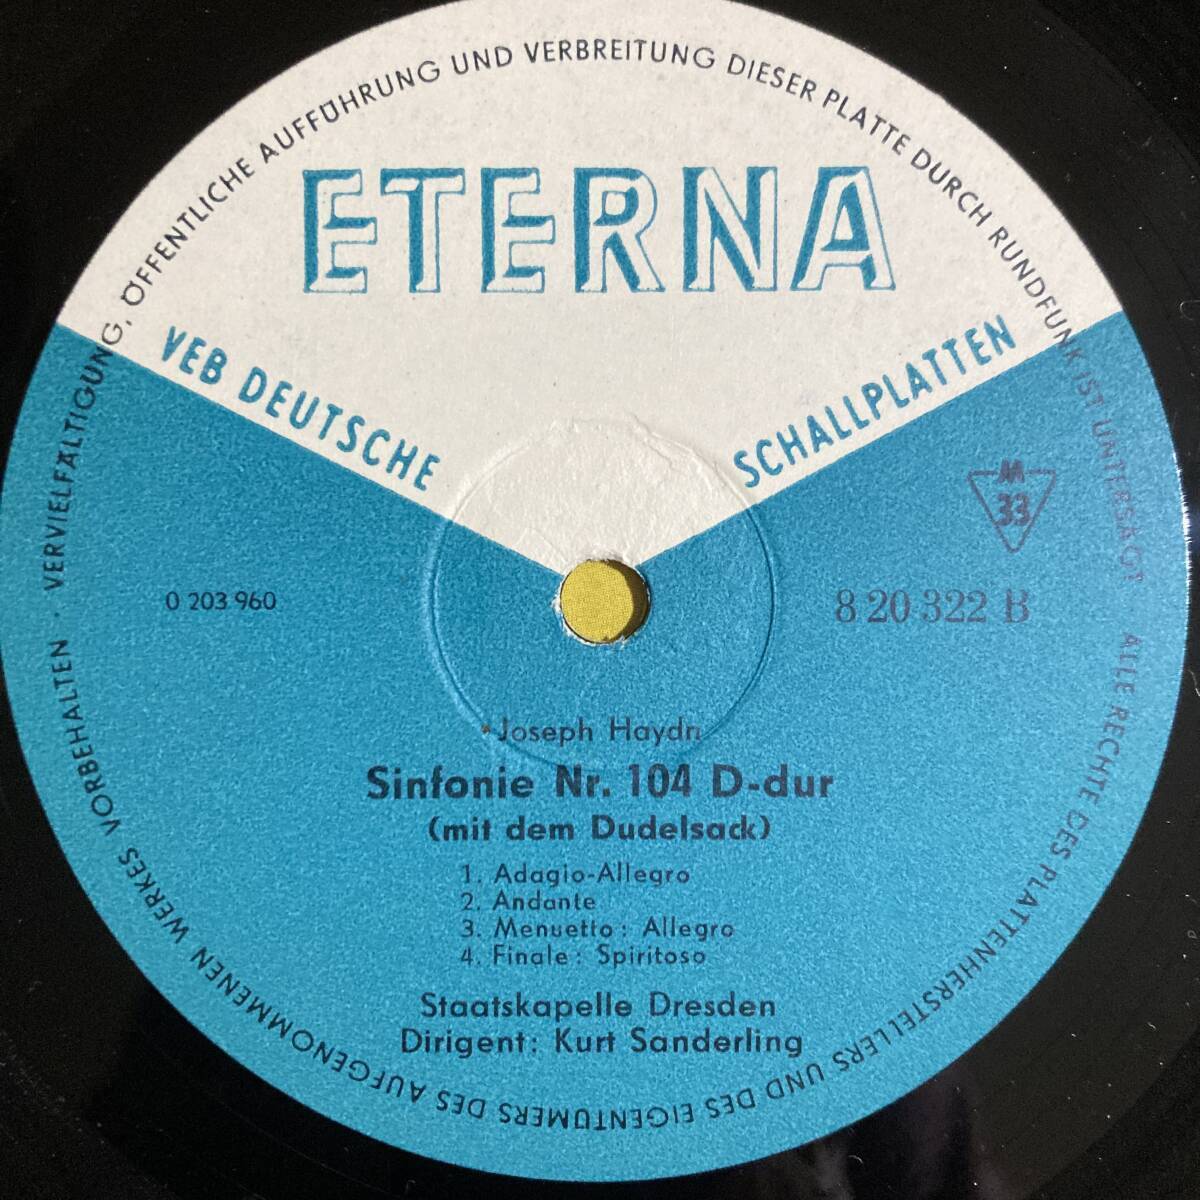 ALLE RECHTE DES PLATTENHERSTELLERS UND DES EIGENTÜMERS DES AUFGENOMMENEN WERKES VORBEHALTEN · VERVIELFÄLTIGUNG, ÖFFENTLICHE AUFFÜHRUNG UND VERBREITUNG DIESER PLATTE DURCH RUNDFUNK IST UNTERSAGT
ETERNA
VEB DEUTSCHE SCHALLPLATTEN
M 33
0 203 960
8 20 322 B
Joseph Haydn
Sinfonie Nr. 104 D-dur
(mit dem Dudelsack)
1. Adagio-Allegro
2. Andante
3. Menuetto: Allegro
4. Finale: Spiritoso
Staatskapelle Dresden
Dirigent: Kurt Sanderling